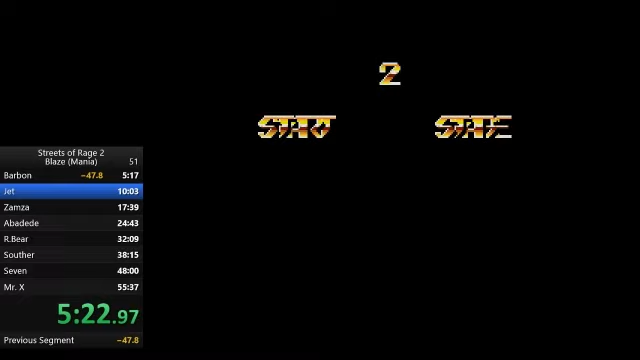 2
Streets of Rage 2
Blaze (Mania) 51
Barbon −47.8 5:17
Jet 10:03
Zamza 17:39
Abadede 24:43
R.Bear 32:09
Souther 38:15
Seven 48:00
Mr. X 55:37
5:22.97
Previous Segment −47.8